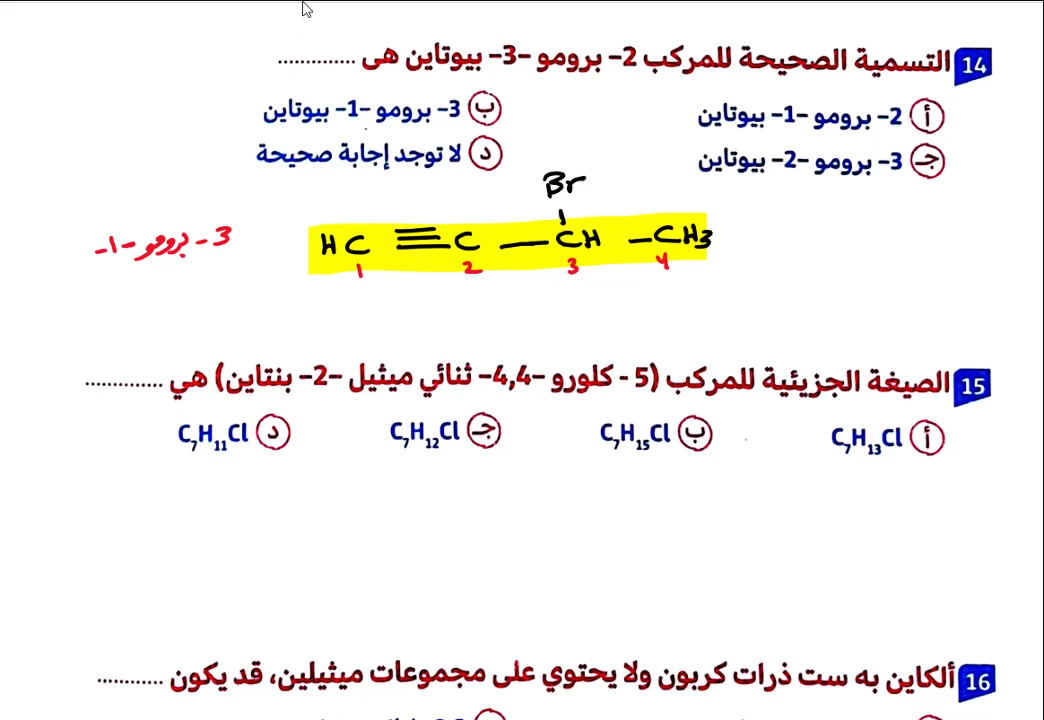 14 التسمية الصحيحة للمركب 2- برومو -3- بيوتاين هى ..............
أ 2- برومو -1- بيوتاين
ب 3- برومو -1- بيوتاين
جـ 3- برومو -2- بيوتاين
د لا توجد إجابة صحيحة
Br
HC ≡ C — CH — CH3
1 2 3 4
3 - برومو - 1-
15 الصيغة الجزيئية للمركب (5 - كلورو -4,4- ثنائي ميثيل -2- بنتاين) هي ..............
أ C7H13Cl
ب C7H15Cl
جـ C7H12Cl
د C7H11Cl
16 ألكاين به ست ذرات كربون ولا يحتوي على مجموعات ميثيلين، قد يكون ............